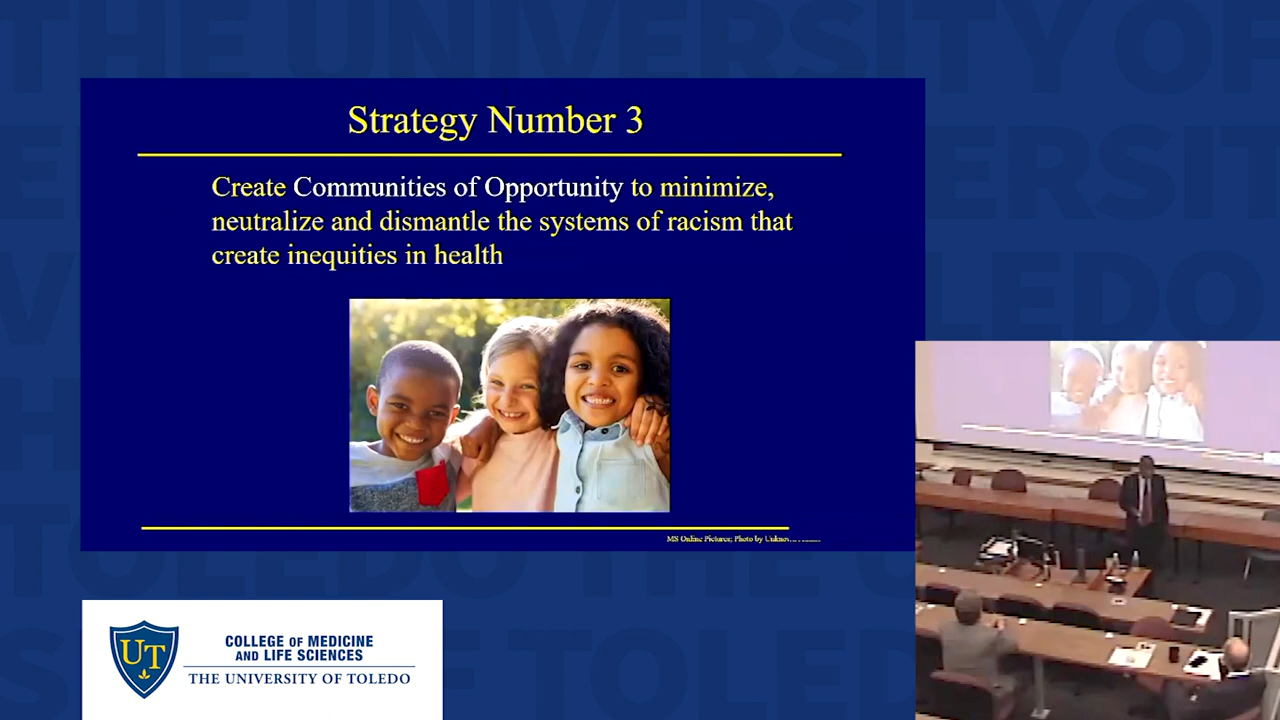 Strategy Number 3
Create Communities of Opportunity to minimize,
neutralize and dismantle the systems of racism that
create inequities in health
MS Online Pictures; Photo by
UT
COLLEGE OF MEDICINE
AND LIFE SCIENCES
THE UNIVERSITY OF TOLEDO